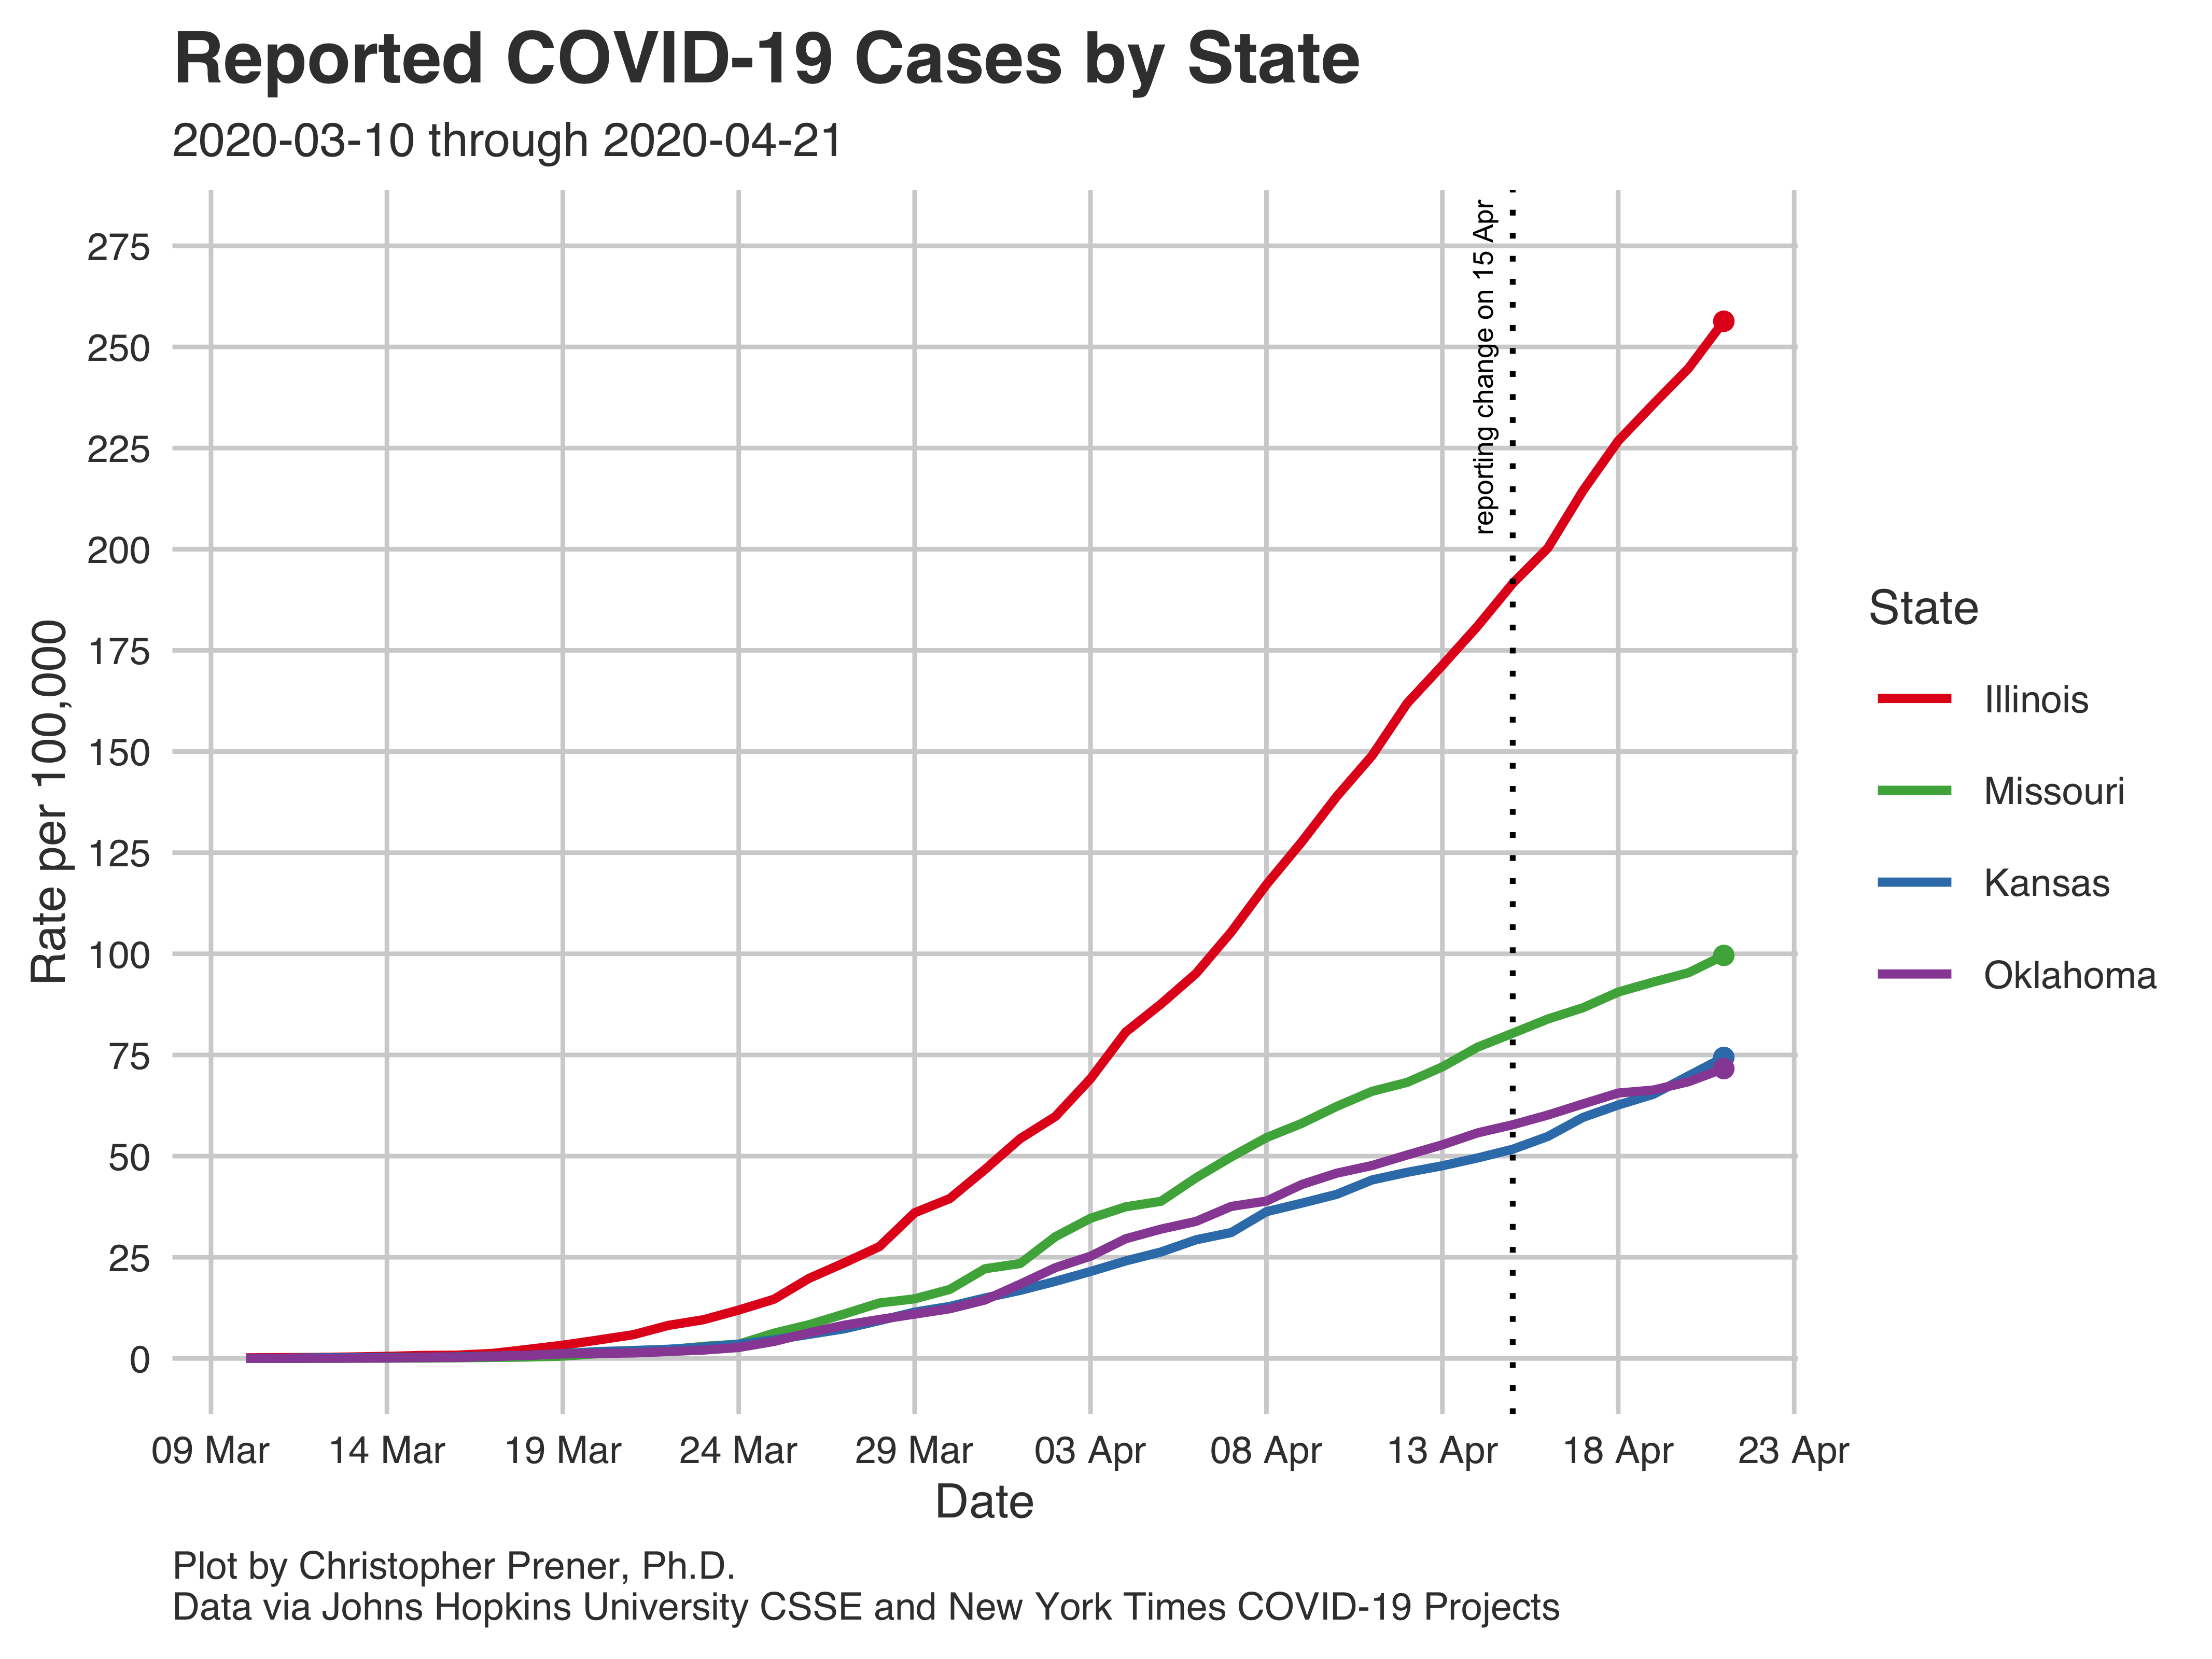 Reported COVID-19 Cases by State
2020-03-10 through 2020-04-21
Rate per 100,000
275
250
225
200
175
150
125
100
75
50
25
0
reporting change on 15 Apr
State
Illinois
Missouri
Kansas
Oklahoma
09 Mar 14 Mar 19 Mar 24 Mar 29 Mar 03 Apr 08 Apr 13 Apr 18 Apr 23 Apr
Date
Plot by Christopher Prener, Ph.D.
Data via Johns Hopkins University CSSE and New York Times COVID-19 Projects